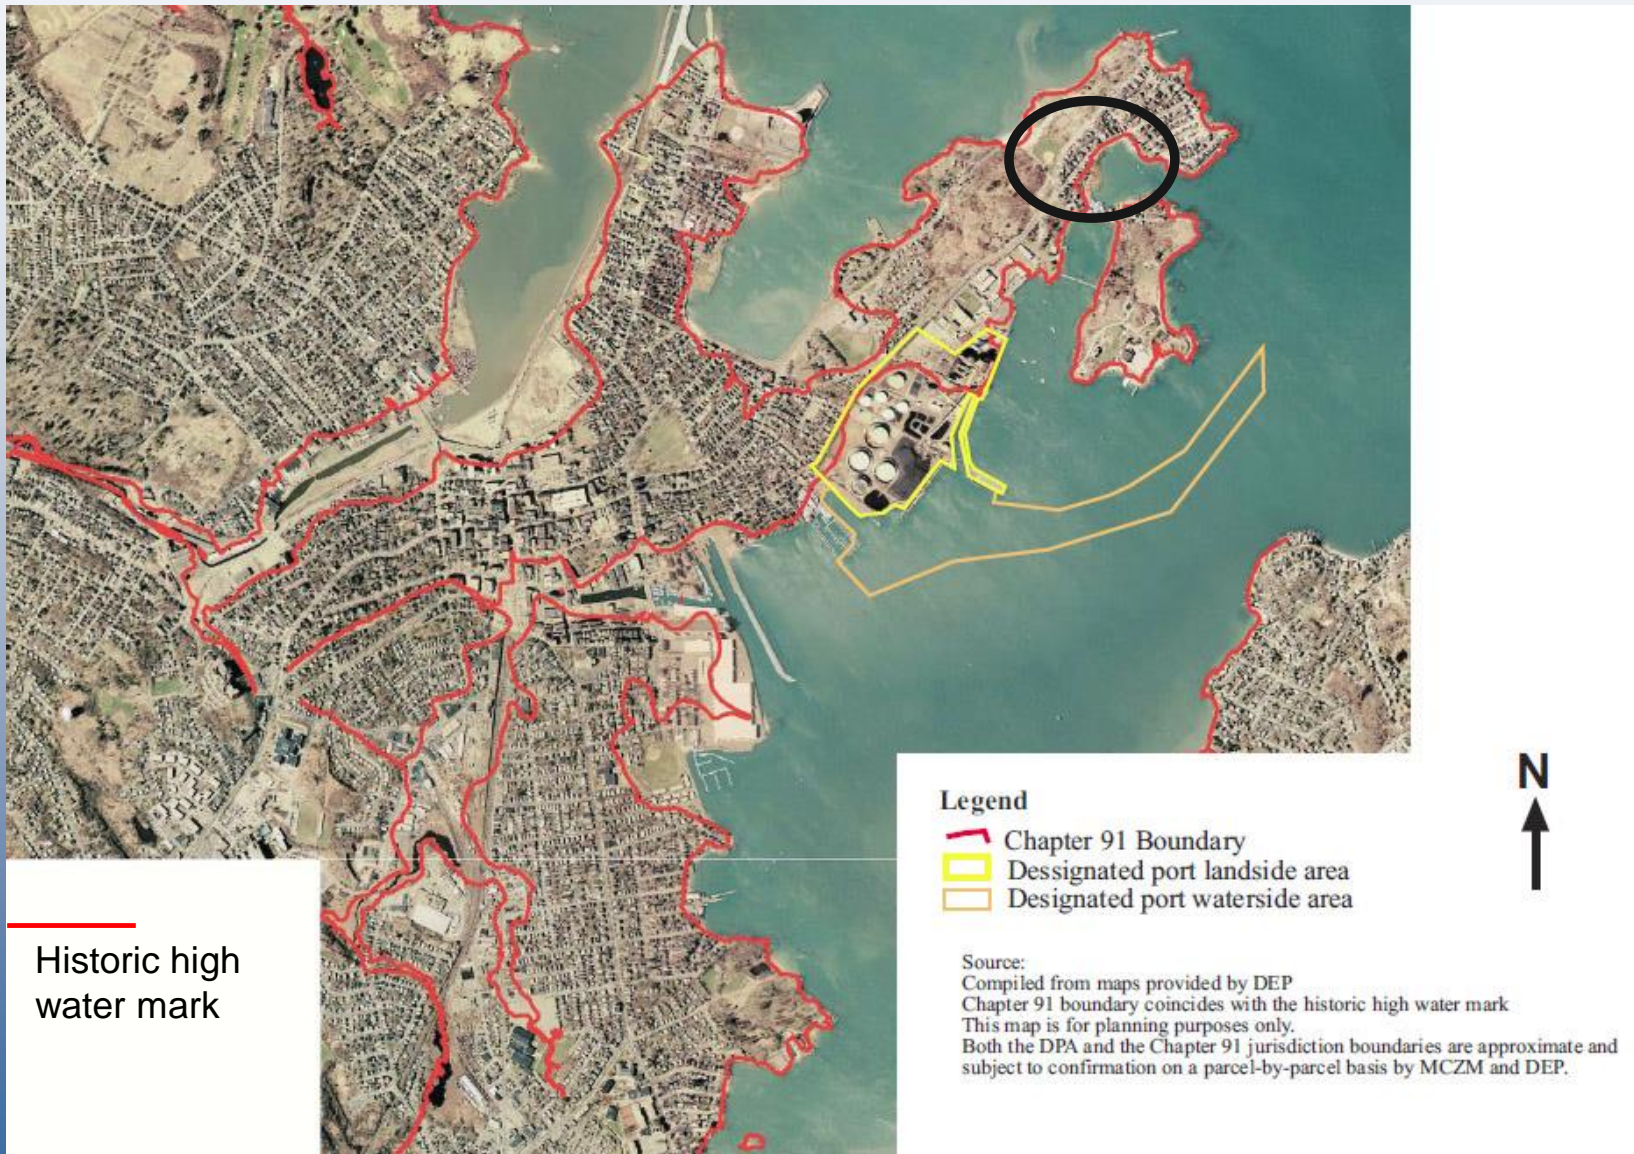 N
Legend
Chapter 91 Boundary
Dessignated port landside area
Designated port waterside area
Source:
Compiled from maps provided by DEP
Chapter 91 boundary coincides with the historic high water mark
This map is for planning purposes only.
Both the DPA and the Chapter 91 jurisdiction boundaries are approximate and
subject to confirmation on a parcel-by-parcel basis by MCZM and DEP.
Historic high
water mark